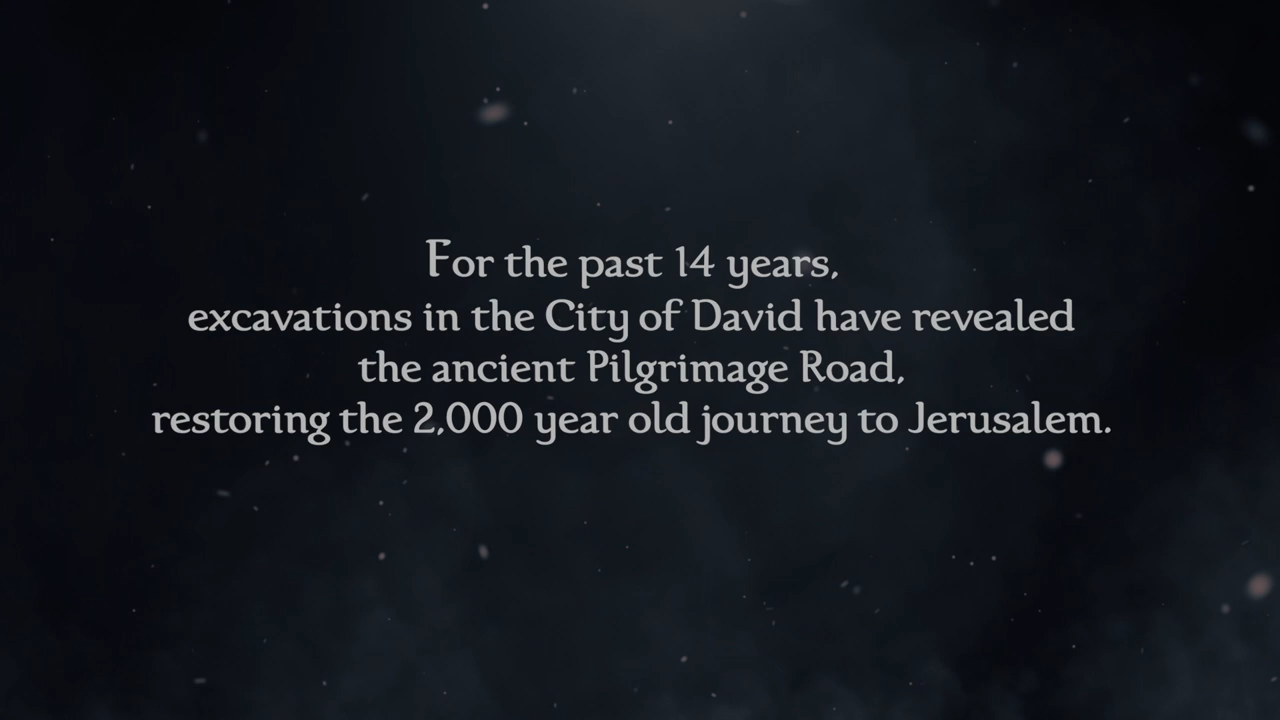 For the past 14 years,
excavations in the City of David have revealed
the ancient Pilgrimage Road,
restoring the 2,000 year old journey to Jerusalem.